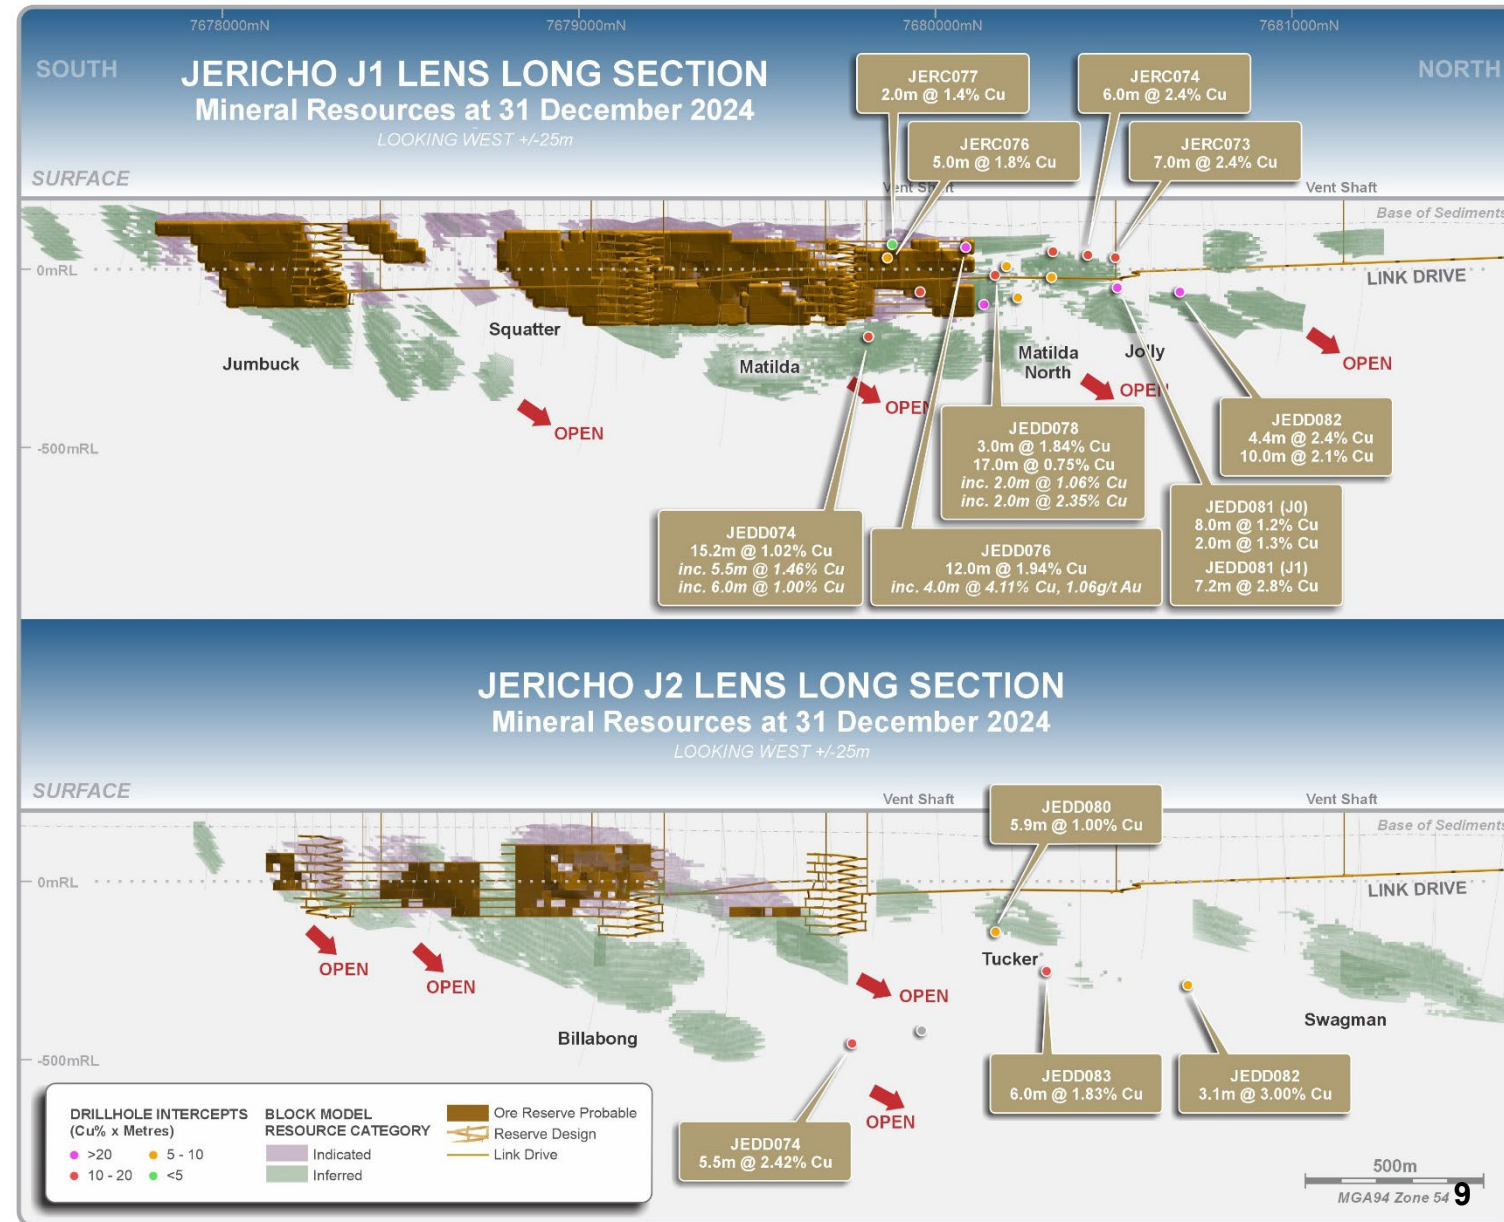 7678000mN
7679000mN
7680000mN
7681000mN
SOUTH
NORTH
JERICHO J1 LENS LONG SECTION
Mineral Resources at 31 December 2024
LOOKING WEST +/-25m
JERC077
2.0m @ 1.4% Cu
JERC074
6.0m @ 2.4% Cu
JERC076
5.0m @ 1.8% Cu
JERC073
7.0m @ 2.4% Cu
SURFACE
Vent Shaft
Vent Shaft
Base of Sediments
0mRL
LINK DRIVE
Jumbuck
Squatter
Matilda
Matilda
North
Jolly
OPEN
OPEN
OPEN
OPEN
-500mRL
JEDD078
3.0m @ 1.84% Cu
17.0m @ 0.75% Cu
inc. 2.0m @ 1.06% Cu
inc. 2.0m @ 2.35% Cu
JEDD082
4.4m @ 2.4% Cu
10.0m @ 2.1% Cu
JEDD074
15.2m @ 1.02% Cu
inc. 5.5m @ 1.46% Cu
inc. 6.0m @ 1.00% Cu
JEDD076
12.0m @ 1.94% Cu
inc. 4.0m @ 4.11% Cu, 1.06g/t Au
JEDD081 (J0)
8.0m @ 1.2% Cu
2.0m @ 1.3% Cu
JEDD081 (J1)
7.2m @ 2.8% Cu
JERICHO J2 LENS LONG SECTION
Mineral Resources at 31 December 2024
LOOKING WEST +/-25m
SURFACE
Vent Shaft
Vent Shaft
JEDD080
5.9m @ 1.00% Cu
Base of Sediments
0mRL
LINK DRIVE
OPEN
OPEN
OPEN
Tucker
Billabong
Swagman
-500mRL
JEDD083
6.0m @ 1.83% Cu
JEDD082
3.1m @ 3.00% Cu
OPEN
JEDD074
5.5m @ 2.42% Cu
DRILLHOLE INTERCEPTS
(Cu% x Metres)
>20
5 - 10
10 - 20
<5
BLOCK MODEL
RESOURCE CATEGORY
Indicated
Inferred
Ore Reserve Probable
Reserve Design
Link Drive
500m
MGA94 Zone 54
9